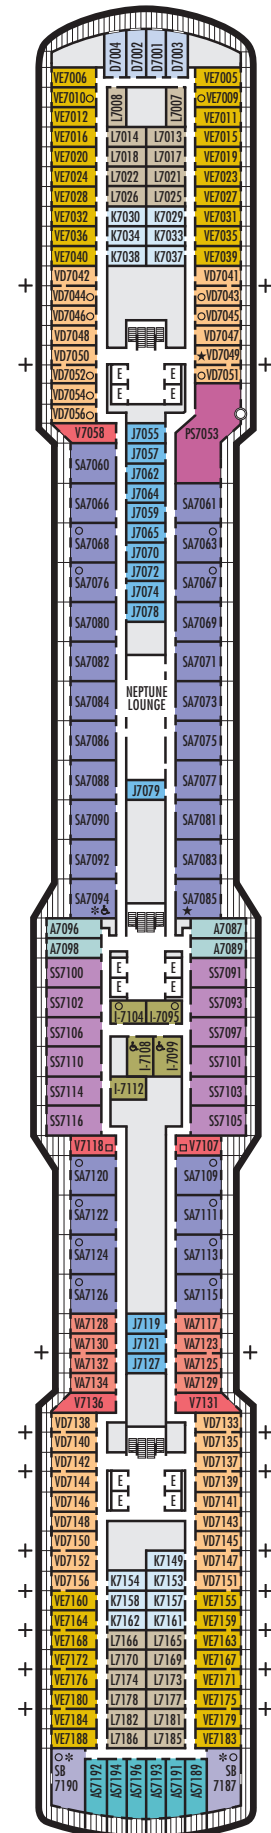 D7004 D7002 D7001 D7003
VE7006 VE7005
VE7010 L7008 L7007 VE7009
VE7012 VE7011
VE7016 L7014 L7013 VE7015
VE7020 L7018 L7017 VE7019
VE7024 L7022 L7021 VE7023
VE7028 L7026 L7025 VE7027
VE7032 K7030 K7029 VE7031
VE7036 K7034 K7033 VE7035
VE7040 K7038 K7037 VE7039
VD7042 VD7041
VD7044 VD7043
VD7046 VD7045
VD7048 VD7047
VD7050 ★VD7049
VD7052 E E VD7051
VD7054 E E
VD7056
V7058 J7055 PS7053
J7057
SA7060 J7062
J7064
SA7066 J7059 SA7061
J7065
SA7068 J7070 SA7063
J7072
SA7076 J7074 SA7067
J7078
SA7080 SA7069
SA7082 SA7071
SA7084 NEPTUNE SA7073
LOUNGE
SA7086 SA7075
SA7088 J7079 SA7077
SA7090 SA7081
SA7092 SA7083
SA7094 SA7085
✻ ★
A7096 A7087
A7098 A7089
SS7100 E E SS7091
SS7102 E E SS7093
I-7104 I-7095
SS7106 SS7097
SS7110 I-7108 I-7099 SS7101
SS7114 I-7112 SS7103
SS7116 SS7105
V7118 V7107
SA7120 SA7109
SA7122 SA7111
SA7124 SA7113
SA7126 SA7115
VA7128 J7119 VA7117
VA7130 J7121 VA7123
VA7132 J7127 VA7125
VA7134 VA7129
V7136 V7131
VD7138 VD7133
VD7140 VD7135
VD7142 VD7137
VD7144 E E VD7139
VD7146 E E VD7141
VD7148 VD7143
VD7150 VD7145
VD7152 K7149 VD7147
VD7156 K7154 K7153 VD7151
VE7160 K7158 K7157 VE7155
VE7164 K7162 K7161 VE7159
VE7168 L7166 L7165 VE7163
VE7172 L7170 L7169 VE7167
VE7176 L7174 L7173 VE7171
VE7180 L7178 L7177 VE7175
VE7184 L7182 L7181 VE7179
VE7188 L7186 L7185 VE7183
✻ ✻
SB SB
7190 AS7192 AS7194 AS7196 AS7193 AS7191 A7189 7187